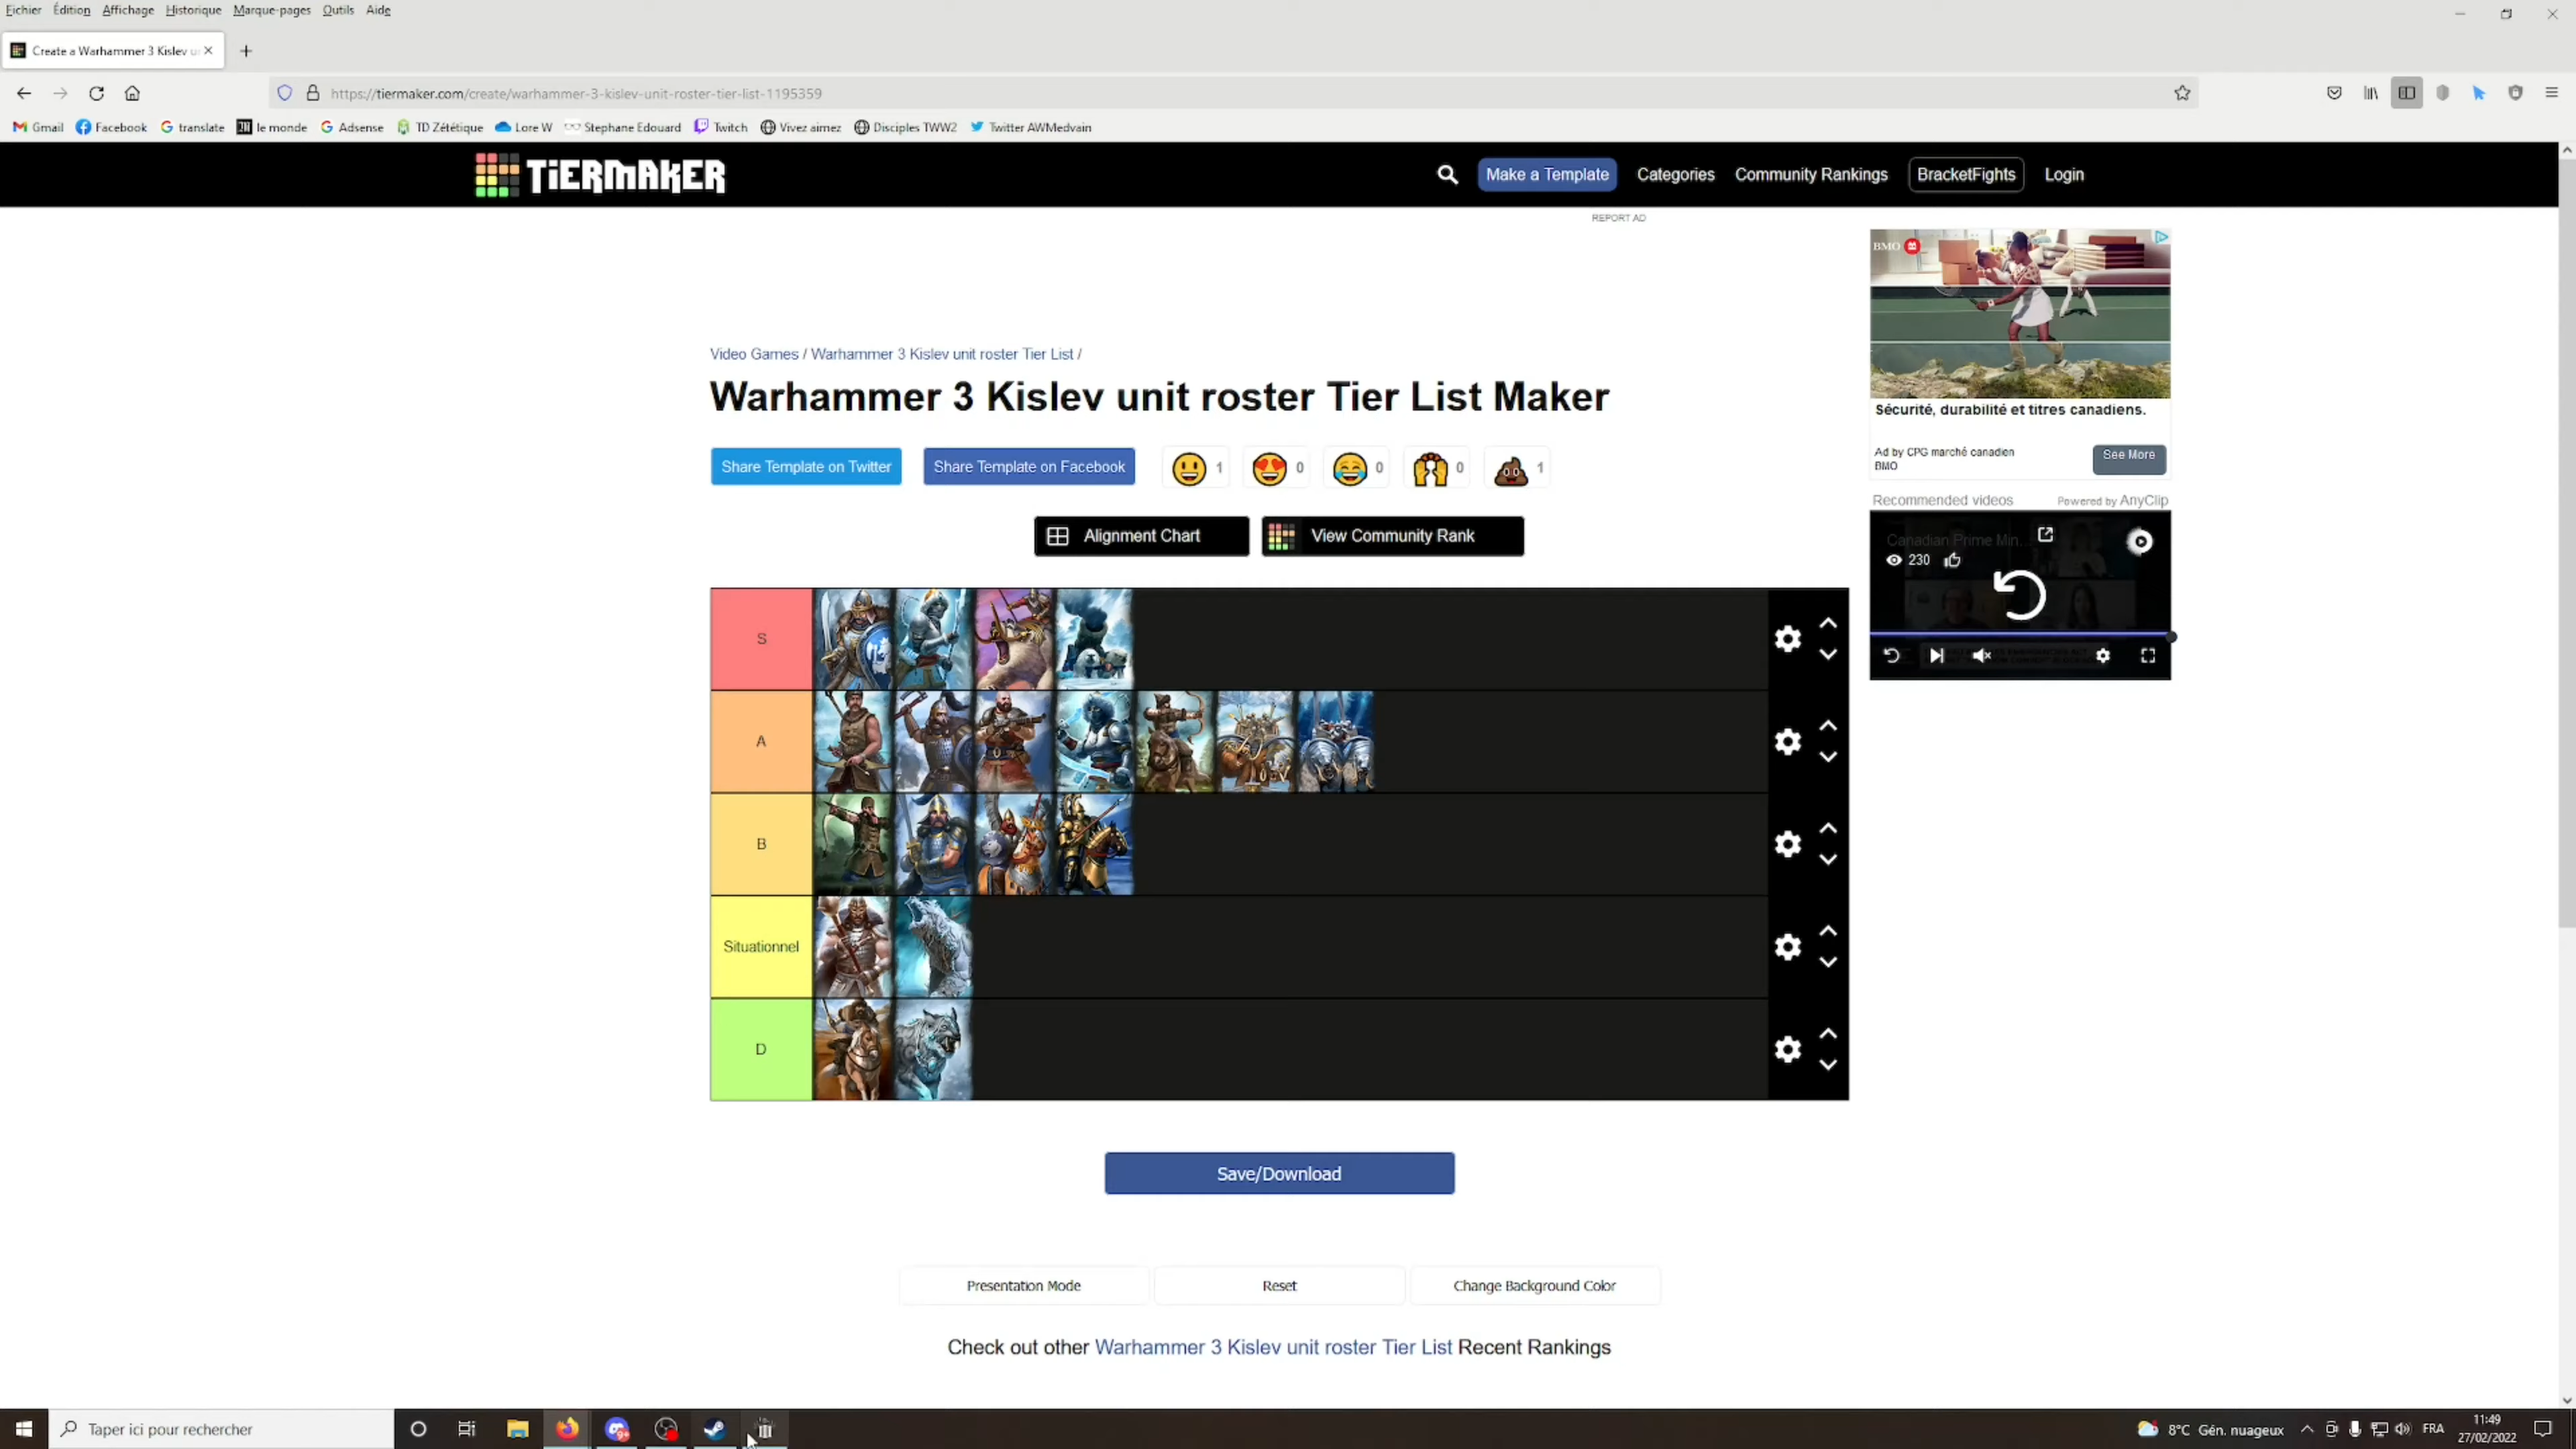 Fichier Édition Affichage Historique Marque-pages Outils Aide
Create a Warhammer 3 Kislev u
https://tiermaker.com/create/warhammer-3-kislev-unit-roster-tier-list-1195359
Gmail Facebook translate le monde Adsense TD Zététique Lore W Stephane Edouard Twitch Vivez aimez Disciples TWW2 Twitter AWMedvain
TiERMAKER
Make a Template Categories Community Rankings BracketFights Login
REPORT AD
BMO
Video Games / Warhammer 3 Kislev unit roster Tier List /
Warhammer 3 Kislev unit roster Tier List Maker
Sécurité, durabilité et titres canadiens.
Ad by CPG marché canadien
BMO
See More
Share Template on Twitter Share Template on Facebook 1 0 0 0 1
Recommended videos Powered by AnyClip
Canadian Prime Min...
230
Alignment Chart View Community Rank
S
A
B
Situationnel
D
Save/Download
Presentation Mode Reset Change Background Color
Check out other Warhammer 3 Kislev unit roster Tier List Recent Rankings
Taper ici pour rechercher
9+
8°C Gén. nuageux
FRA
11:49
27/02/2022